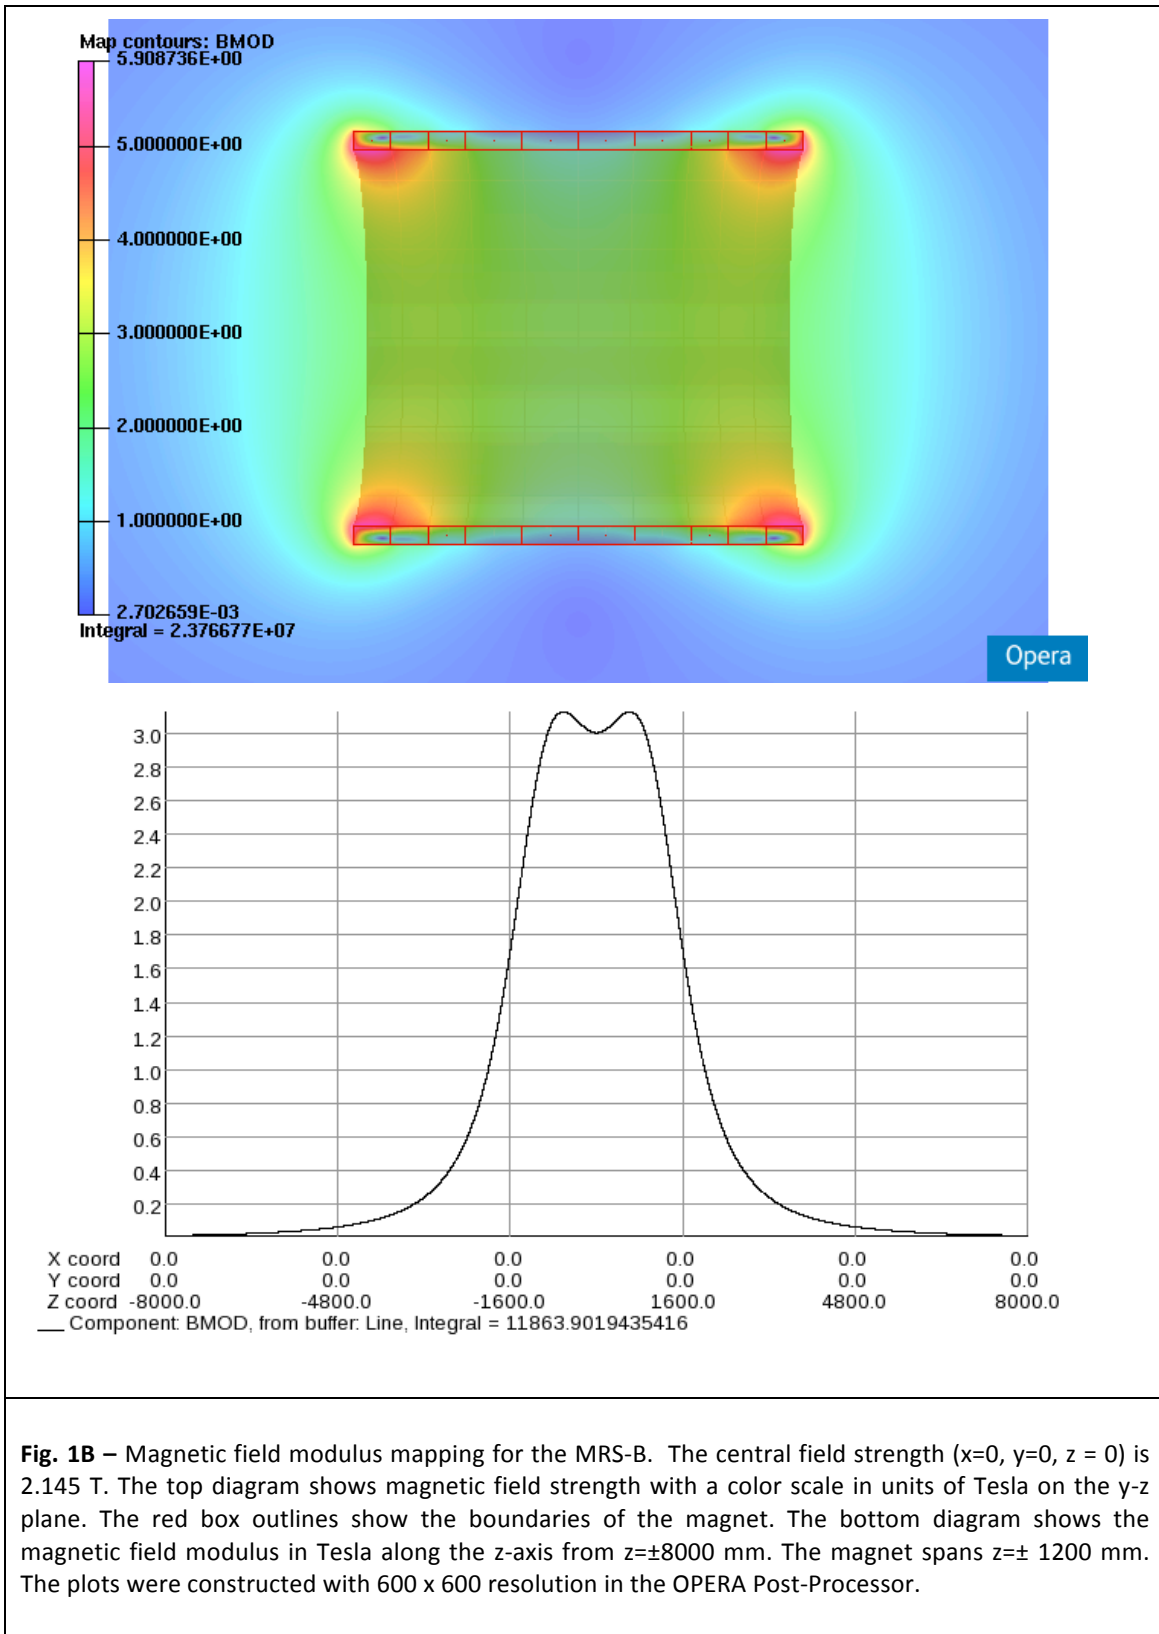 Map contours: BMOD
5.908736E+00
5.000000E+00
4.000000E+00
3.000000E+00
2.000000E+00
1.000000E+00
2.702659E-03
Integral = 2.376677E+07
Opera
3.0
2.8
2.6
2.4
2.2
2.0
1.8
1.6
1.4
1.2
1.0
0.8
0.6
0.4
0.2
X coord 0.0 0.0 0.0 0.0 0.0 0.0
Y coord 0.0 0.0 0.0 0.0 0.0 0.0
Z coord -8000.0 -4800.0 -1600.0 1600.0 4800.0 8000.0
Component: BMOD, from buffer: Line, Integral = 11863.9019435416
Fig. 1B – Magnetic field modulus mapping for the MRS-B. The central field strength (x=0, y=0, z = 0) is
2.145 T. The top diagram shows magnetic field strength with a color scale in units of Tesla on the y-z
plane. The red box outlines show the boundaries of the magnet. The bottom diagram shows the
magnetic field modulus in Tesla along the z-axis from z=±8000 mm. The magnet spans z=± 1200 mm.
The plots were constructed with 600 x 600 resolution in the OPERA Post-Processor.